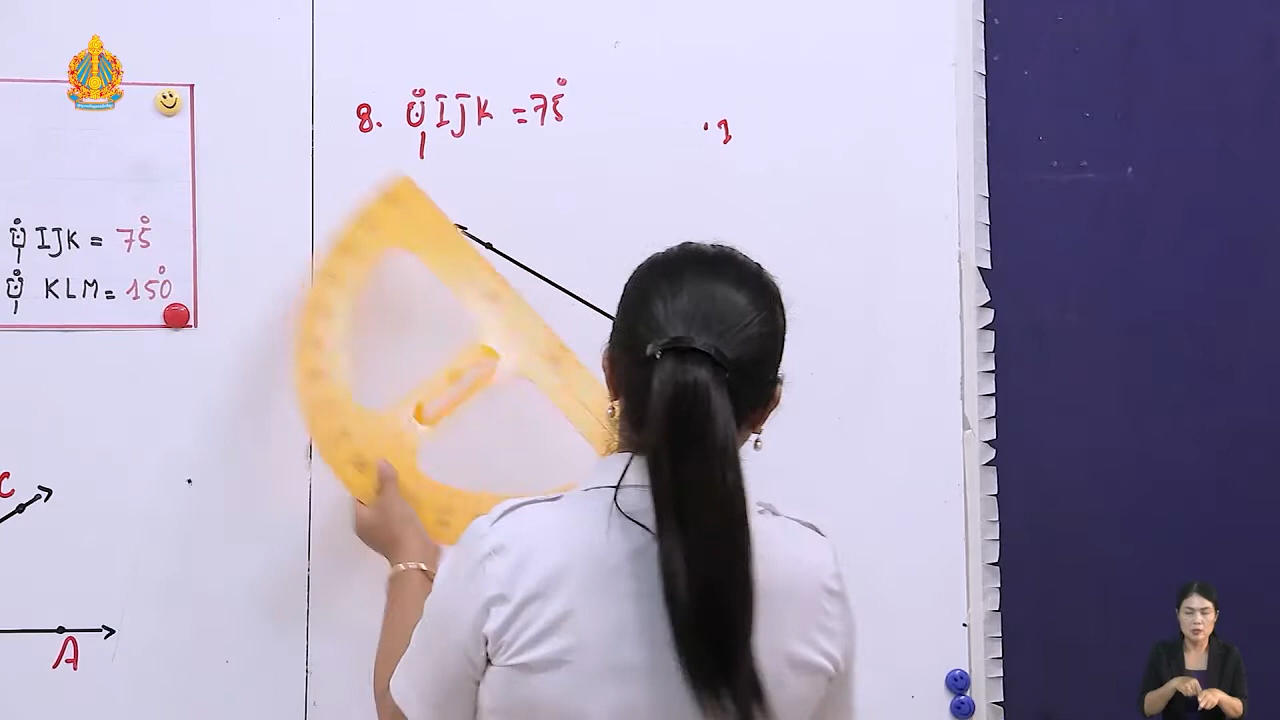 មុំ IJK = 75°
មុំ KLM = 150°
C
A
8. មុំ IJK = 75°